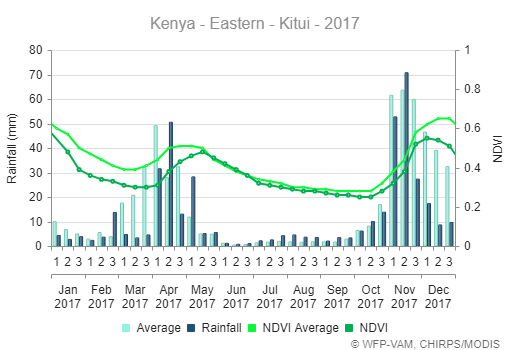 Kenya - Eastern - Kitui - 2017
80 1
70
60 0.8
50 0.6
40
30 0.4
20 0.2
10
0 0
Rainfall (mm)
NDVI
1 2 3 1 2 3 1 2 3 1 2 3 1 2 3 1 2 3 1 2 3 1 2 3 1 2 3 1 2 3 1 2 3 1 2 3
Jan Feb Mar Apr May Jun Jul Aug Sep Oct Nov Dec
2017 2017 2017 2017 2017 2017 2017 2017 2017 2017 2017 2017
Average Rainfall NDVI Average NDVI
© WFP-VAM, CHIRPS/MODIS